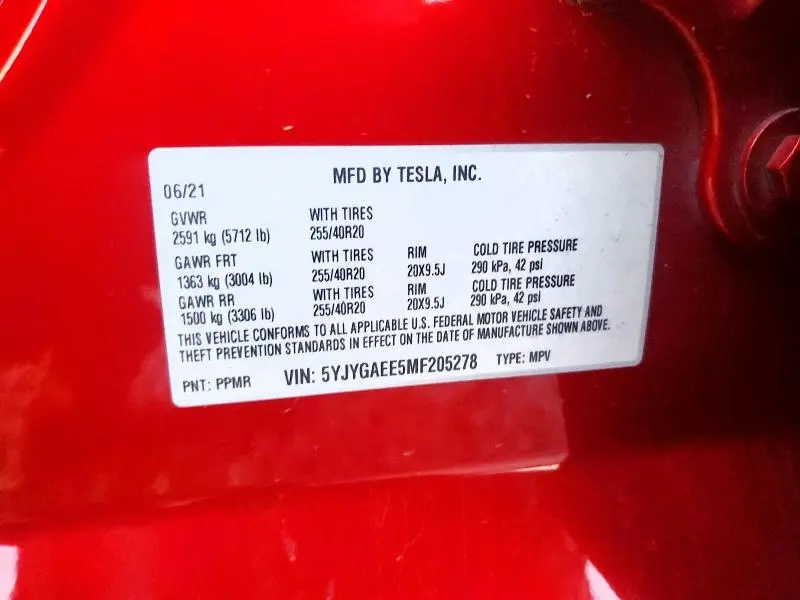 MFD BY TESLA, INC.
06/21
GVWR WITH TIRES
2591 kg (5712 lb) 255/40R20
GAWR FRT WITH TIRES RIM COLD TIRE PRESSURE
1363 kg (3004 lb) 255/40R20 20X9.5J 290 kPa, 42 psi
GAWR RR WITH TIRES RIM COLD TIRE PRESSURE
1500 kg (3306 lb) 255/40R20 20X9.5J 290 kPa, 42 psi
THIS VEHICLE CONFORMS TO ALL APPLICABLE U.S. FEDERAL MOTOR VEHICLE SAFETY AND
THEFT PREVENTION STANDARDS IN EFFECT ON THE DATE OF MANUFACTURE SHOWN ABOVE.
PNT: PPMR VIN: 5YJYGAEE5MF205278 TYPE: MPV